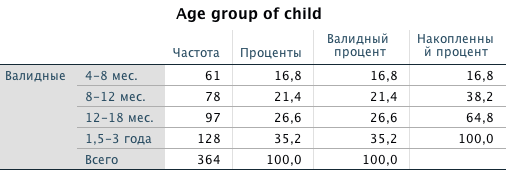 Age group of child
Частота Проценты Валидный процент Накопленны й процент
Валидные 4-8 мес. 61 16,8 16,8 16,8
8-12 мес. 78 21,4 21,4 38,2
12-18 мес. 97 26,6 26,6 64,8
1,5-3 года 128 35,2 35,2 100,0
Всего 364 100,0 100,0